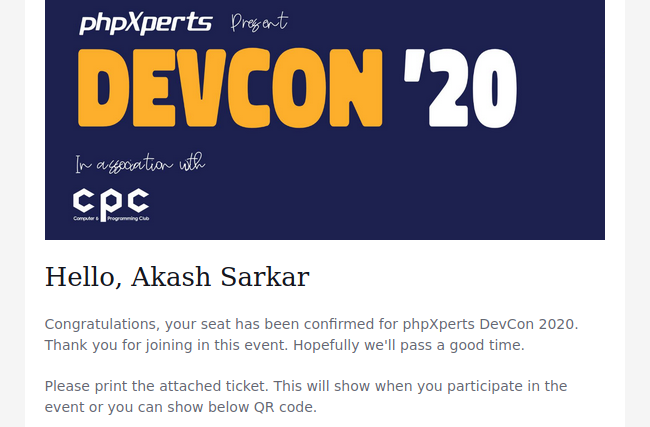 phpXperts Present
DEVCON '20
In association with
cpc
Computer & Programming Club
Hello, Akash Sarkar
Congratulations, your seat has been confirmed for phpXperts DevCon 2020.
Thank you for joining in this event. Hopefully we'll pass a good time.
Please print the attached ticket. This will show when you participate in the
event or you can show below QR code.